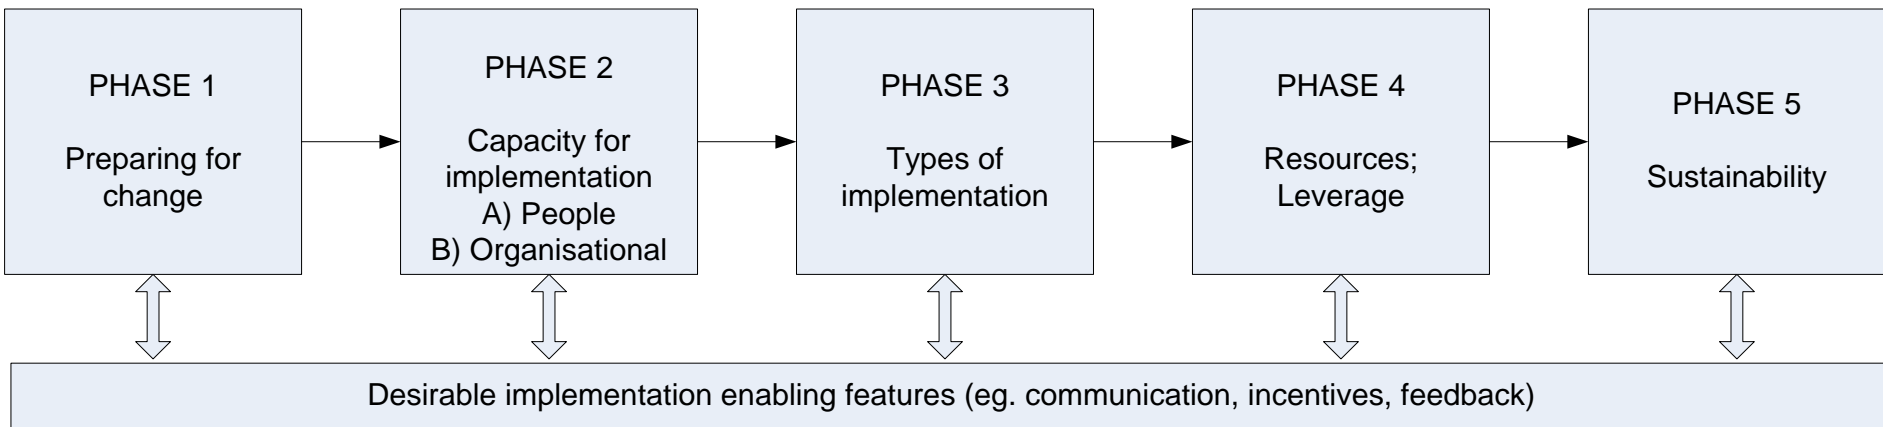 PHASE 1
Preparing for
change
PHASE 2
Capacity for
implementation
A) People
B) Organisational
PHASE 3
Types of
implementation
PHASE 4
Resources;
Leverage
PHASE 5
Sustainability
Desirable implementation enabling features (eg. communication, incentives, feedback)